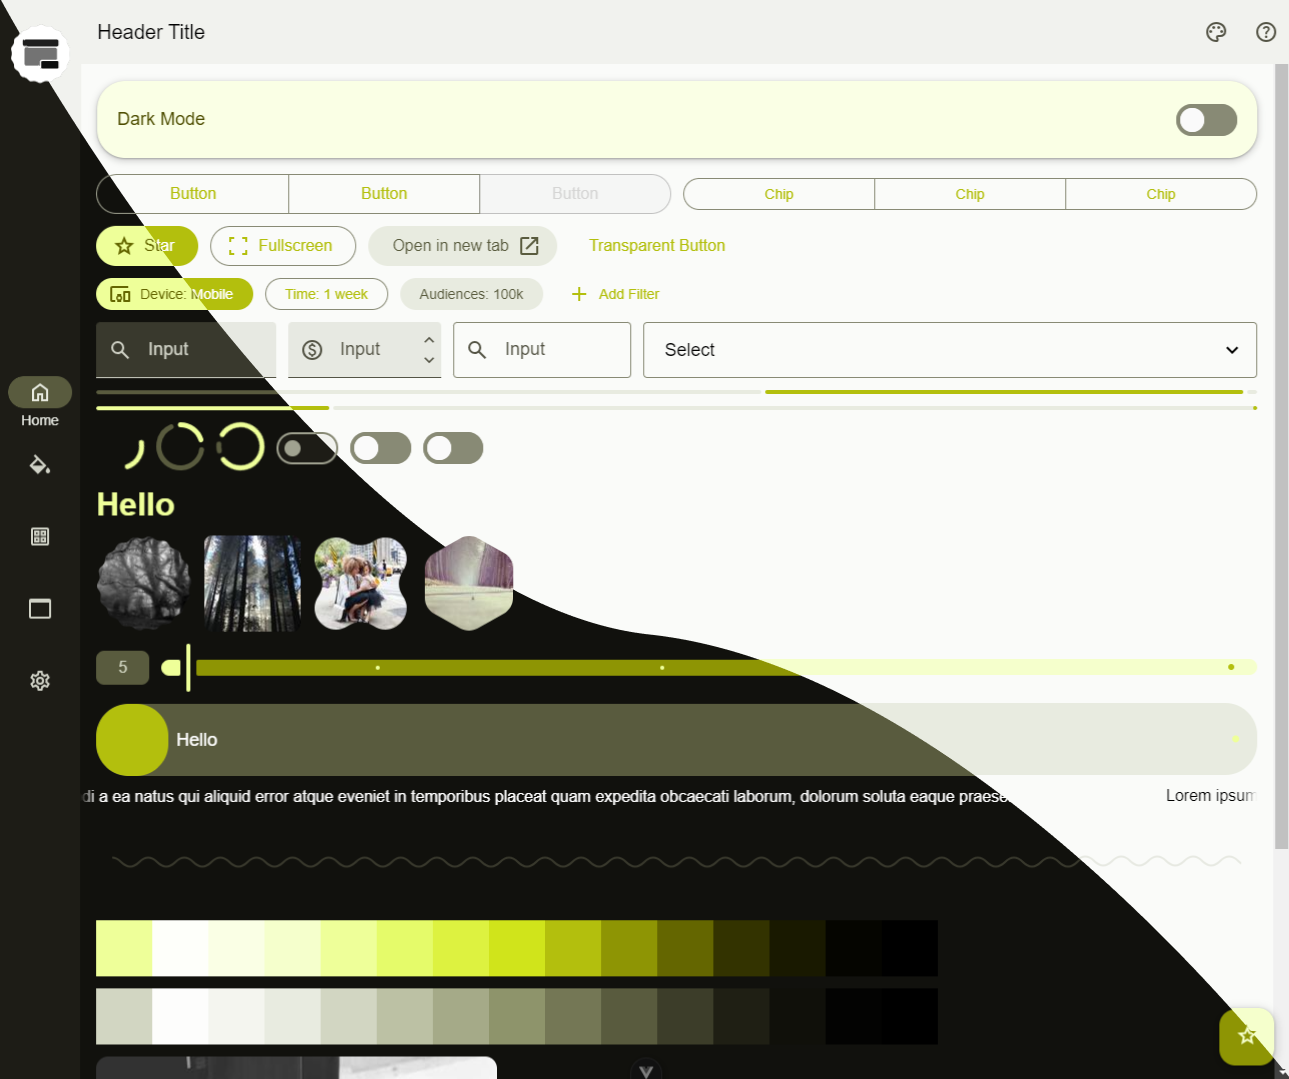 Header Title
Dark Mode
Button Button Button Chip Chip Chip
Star Fullscreen Open in new tab Transparent Button
Device: Mobile Time: 1 week Audiences: 100k Add Filter
Input Input Input Select
Home
Hello
5
Hello
di a ea natus qui aliquid error atque eveniet in temporibus placeat quam expedita obcaecati laborum, dolorum soluta eaque praese Lorem ipsum